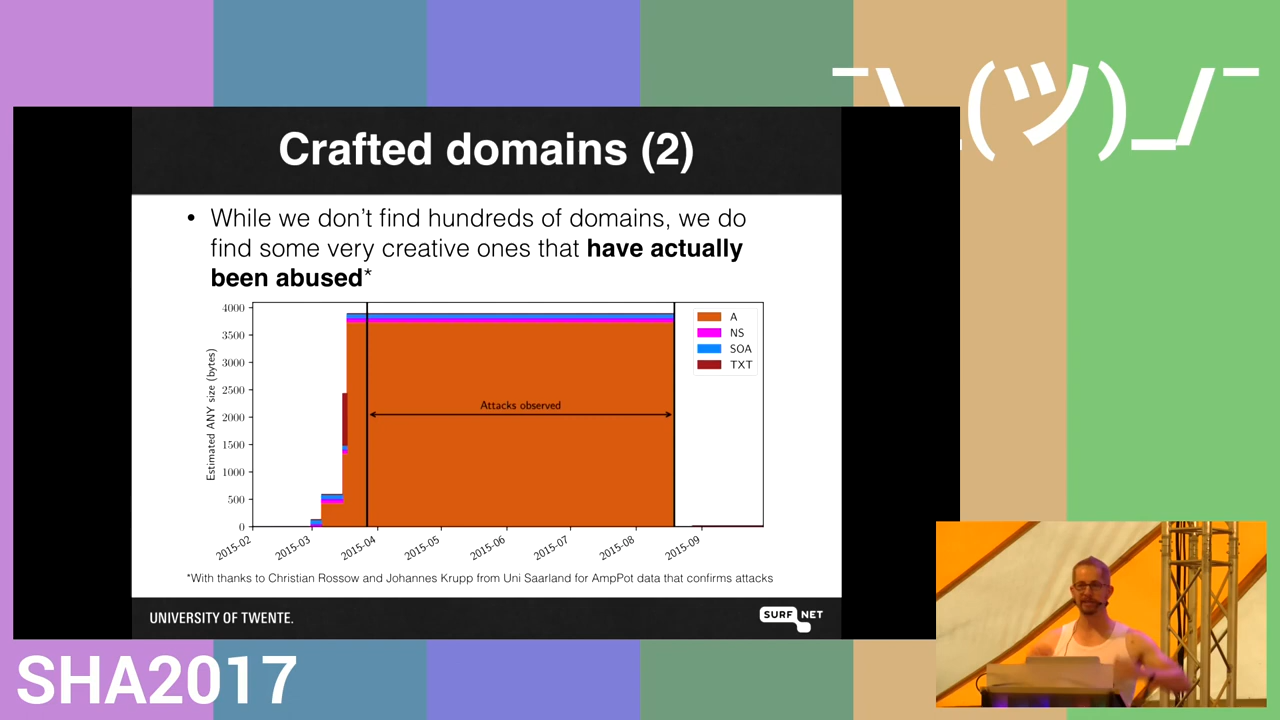 ¯\_(ツ)_/¯
Crafted domains (2)
• While we don't find hundreds of domains, we do
find some very creative ones that have actually
been abused*
Estimated ANY size (bytes)
4000
3500
3000
2500
2000
1500
1000
500
0
Attacks observed
A
NS
SOA
TXT
2015-02
2015-03
2015-04
2015-05
2015-06
2015-07
2015-08
2015-09
*With thanks to Christian Rossow and Johannes Krupp from Uni Saarland for AmpPot data that confirms attacks
UNIVERSITY OF TWENTE.
SURF NET
SHA2017